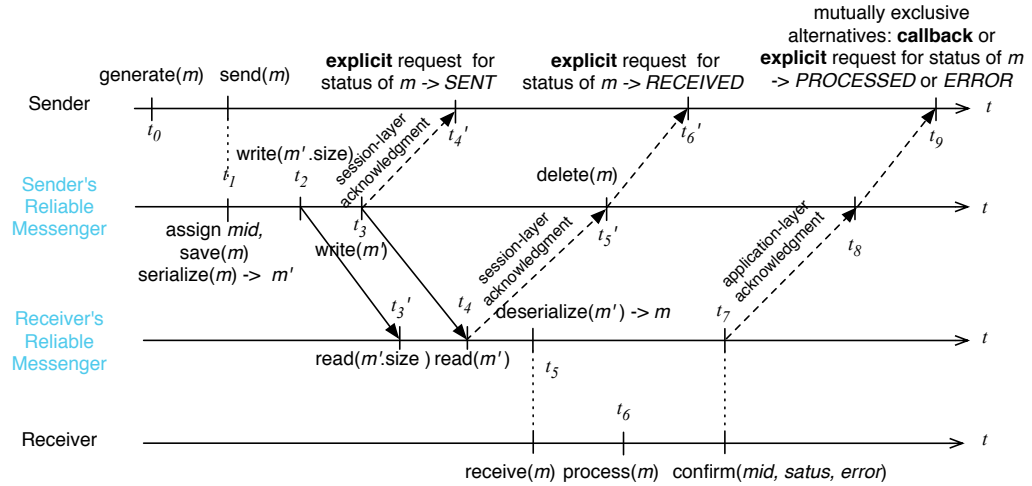 mutually exclusive
alternatives: callback or
explicit request for status of m
-> PROCESSED or ERROR
explicit request for
status of m -> SENT
explicit request for
status of m -> RECEIVED
generate(m) send(m)
Sender
t
t0
t4'
t6'
t9
write(m'.size)
t1
t2
session-layer
acknowledgment
delete(m)
Sender's
Reliable
Messenger
t
assign mid,
save(m)
serialize(m) -> m'
t3
write(m')
session-layer
acknowledgment
t5'
application-layer
acknowledgment
t8
t3'
t4
deserialize(m') -> m
t7
Receiver's
Reliable
Messenger
t
read(m'.size ) read(m')
t5
t6
Receiver
t
receive(m) process(m) confirm(mid, satus, error)